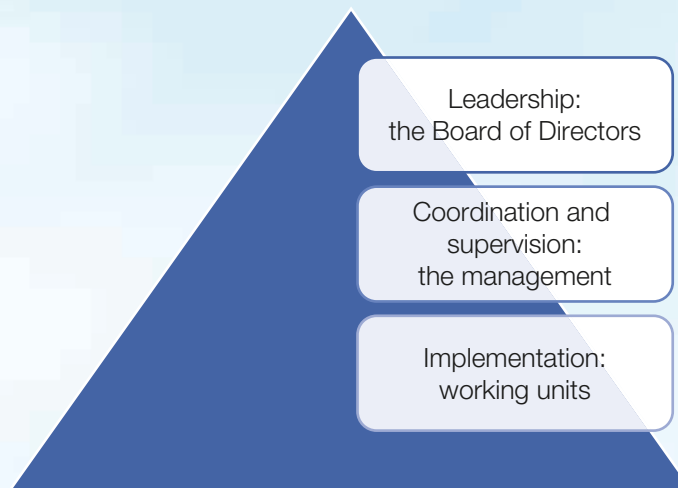 Leadership:
the Board of Directors
Coordination and
supervision:
the management
Implementation:
working units